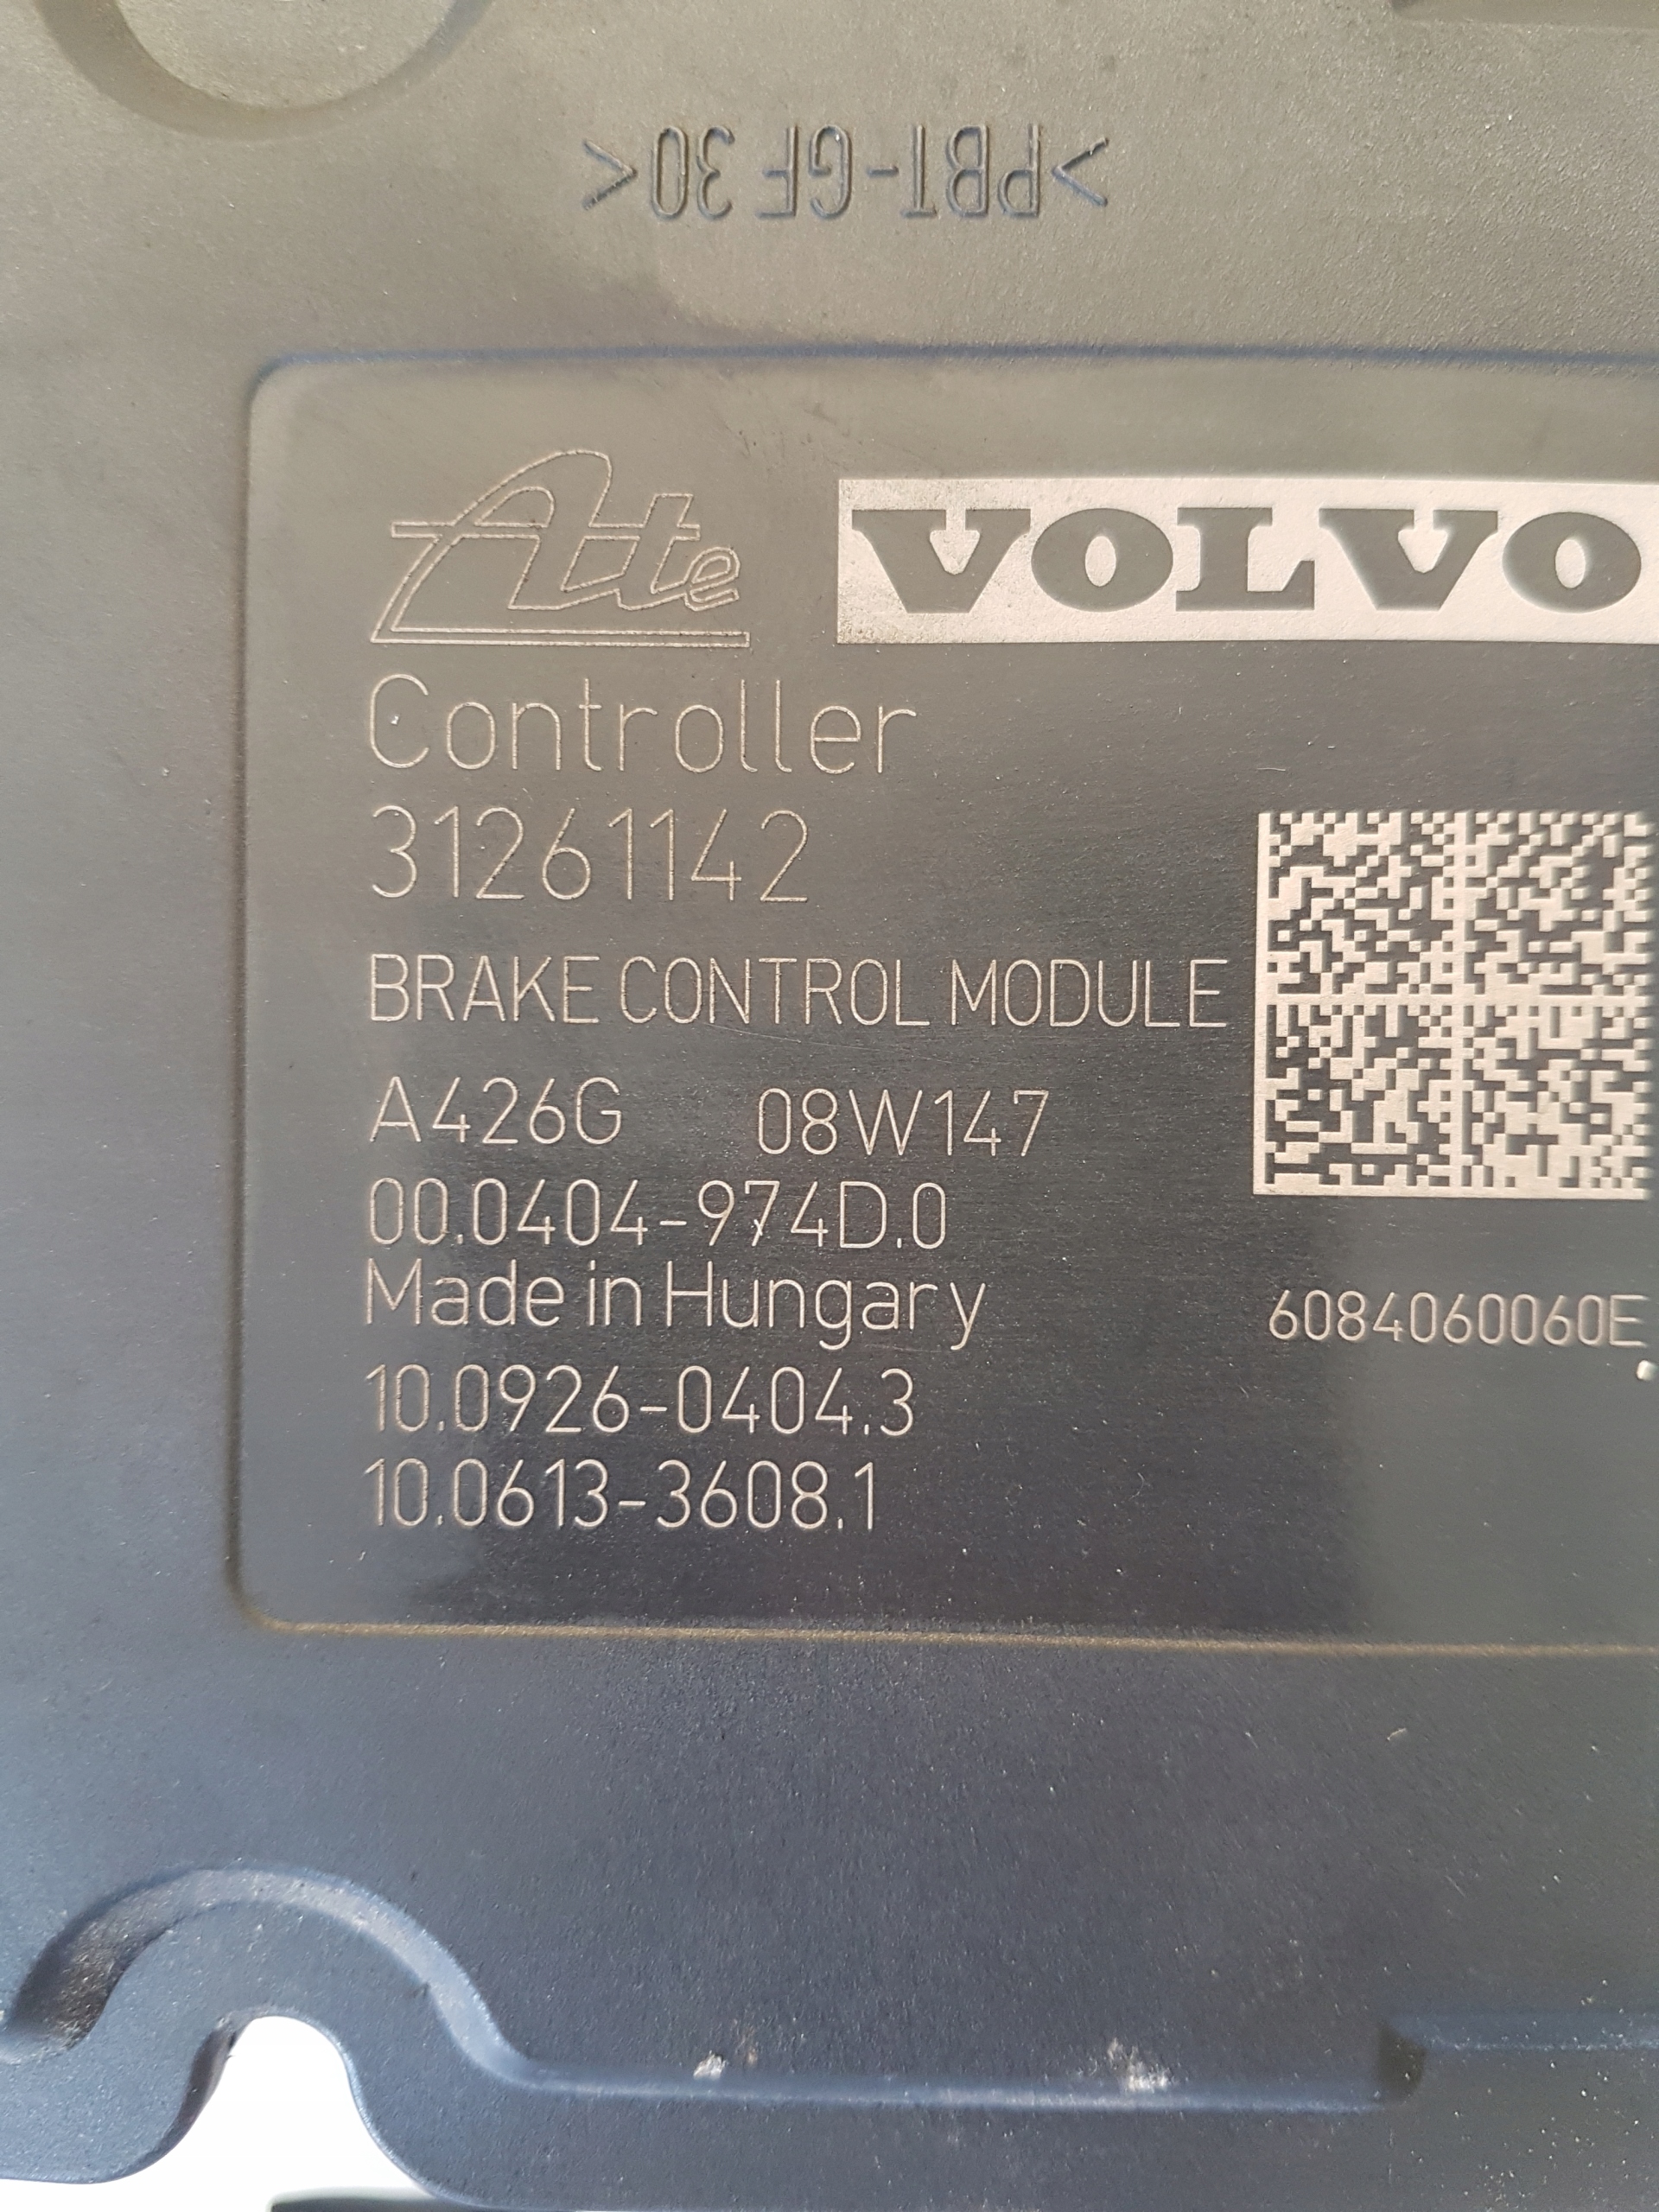 >PBT-GF 30<
Ate VOLVO
Controller
31261142
BRAKE CONTROL MODULE
A426G 08W147
00.0404-974D.0
Made in Hungary
6084060060E
10.0926-0404.3
10.0613-3608.1